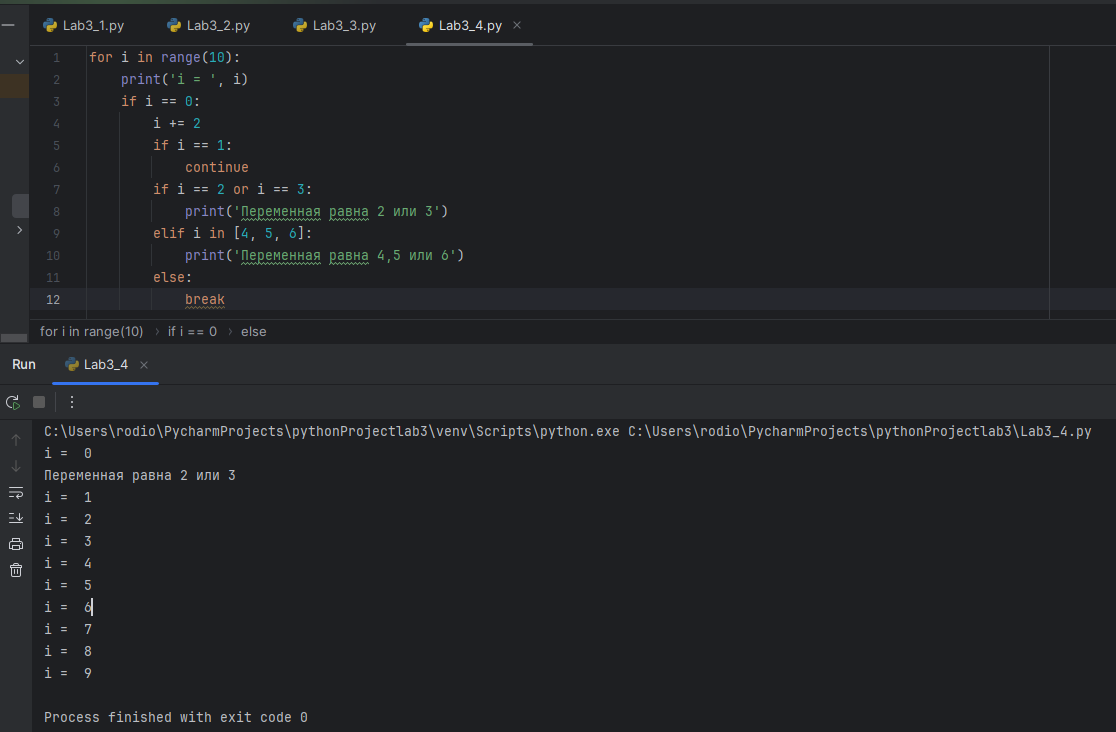 Lab3_1.py Lab3_2.py Lab3_3.py Lab3_4.py
1 for i in range(10):
2     print('i = ', i)
3     if i == 0:
4         i += 2
5         if i == 1:
6             continue
7         if i == 2 or i == 3:
8             print('Переменная равна 2 или 3')
9         elif i in [4, 5, 6]:
10             print('Переменная равна 4,5 или 6')
11         else:
12             break
for i in range(10) › if i == 0 › else
Run Lab3_4
C:\Users\rodio\PycharmProjects\pythonProjectlab3\venv\Scripts\python.exe C:\Users\rodio\PycharmProjects\pythonProjectlab3\Lab3_4.py
i =  0
Переменная равна 2 или 3
i =  1
i =  2
i =  3
i =  4
i =  5
i =  6
i =  7
i =  8
i =  9
Process finished with exit code 0